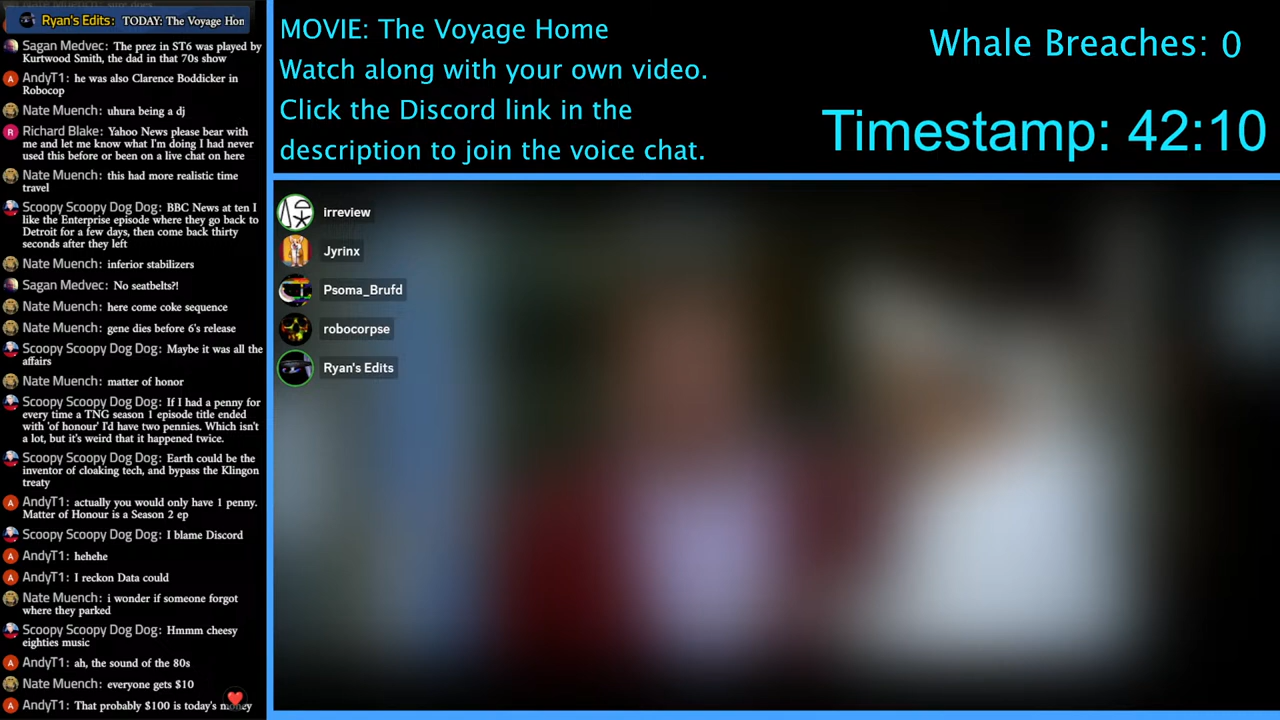 Ryan's Edits: TODAY: The Voyage Hon
Sagan Medvec: The prez in ST6 was played by
Kurtwood Smith, the dad in that 70s show
AndyT1: he was also Clarence Boddicker in
Robocop
Nate Muench: uhura being a dj
Richard Blake: Yahoo News please bear with
me and let me know what I'm doing I had never
used this before or been on a live chat on here
Nate Muench: this had more realistic time
travel
Scoopy Scoopy Dog Dog: BBC News at ten I
like the Enterprise episode where they go back to
Detroit for a few days, then come back thirty
seconds after they left
Nate Muench: inferior stabilizers
Sagan Medvec: No seatbelts?!
Nate Muench: here come coke sequence
Nate Muench: gene dies before 6's release
Scoopy Scoopy Dog Dog: Maybe it was all the
affairs
Nate Muench: matter of honor
Scoopy Scoopy Dog Dog: If I had a penny for
every time a TNG season 1 episode title ended
with 'of honour' I'd have two pennies. Which isn't
a lot, but it's weird that it happened twice.
Scoopy Scoopy Dog Dog: Earth could be the
inventor of cloaking tech, and bypass the Klingon
treaty
AndyT1: actually you would only have 1 penny.
Matter of Honour is a Season 2 ep
Scoopy Scoopy Dog Dog: I blame Discord
AndyT1: hehehe
AndyT1: I reckon Data could
Nate Muench: i wonder if someone forgot
where they parked
Scoopy Scoopy Dog Dog: Hmmm cheesy
eighties music
AndyT1: ah, the sound of the 80s
Nate Muench: everyone gets $10
AndyT1: That probably $100 is today's money
MOVIE: The Voyage Home
Watch along with your own video.
Click the Discord link in the
description to join the voice chat.
Whale Breaches: 0
Timestamp: 42:10
irreview
Jyrinx
Psoma_Brufd
robocorpse
Ryan's Edits